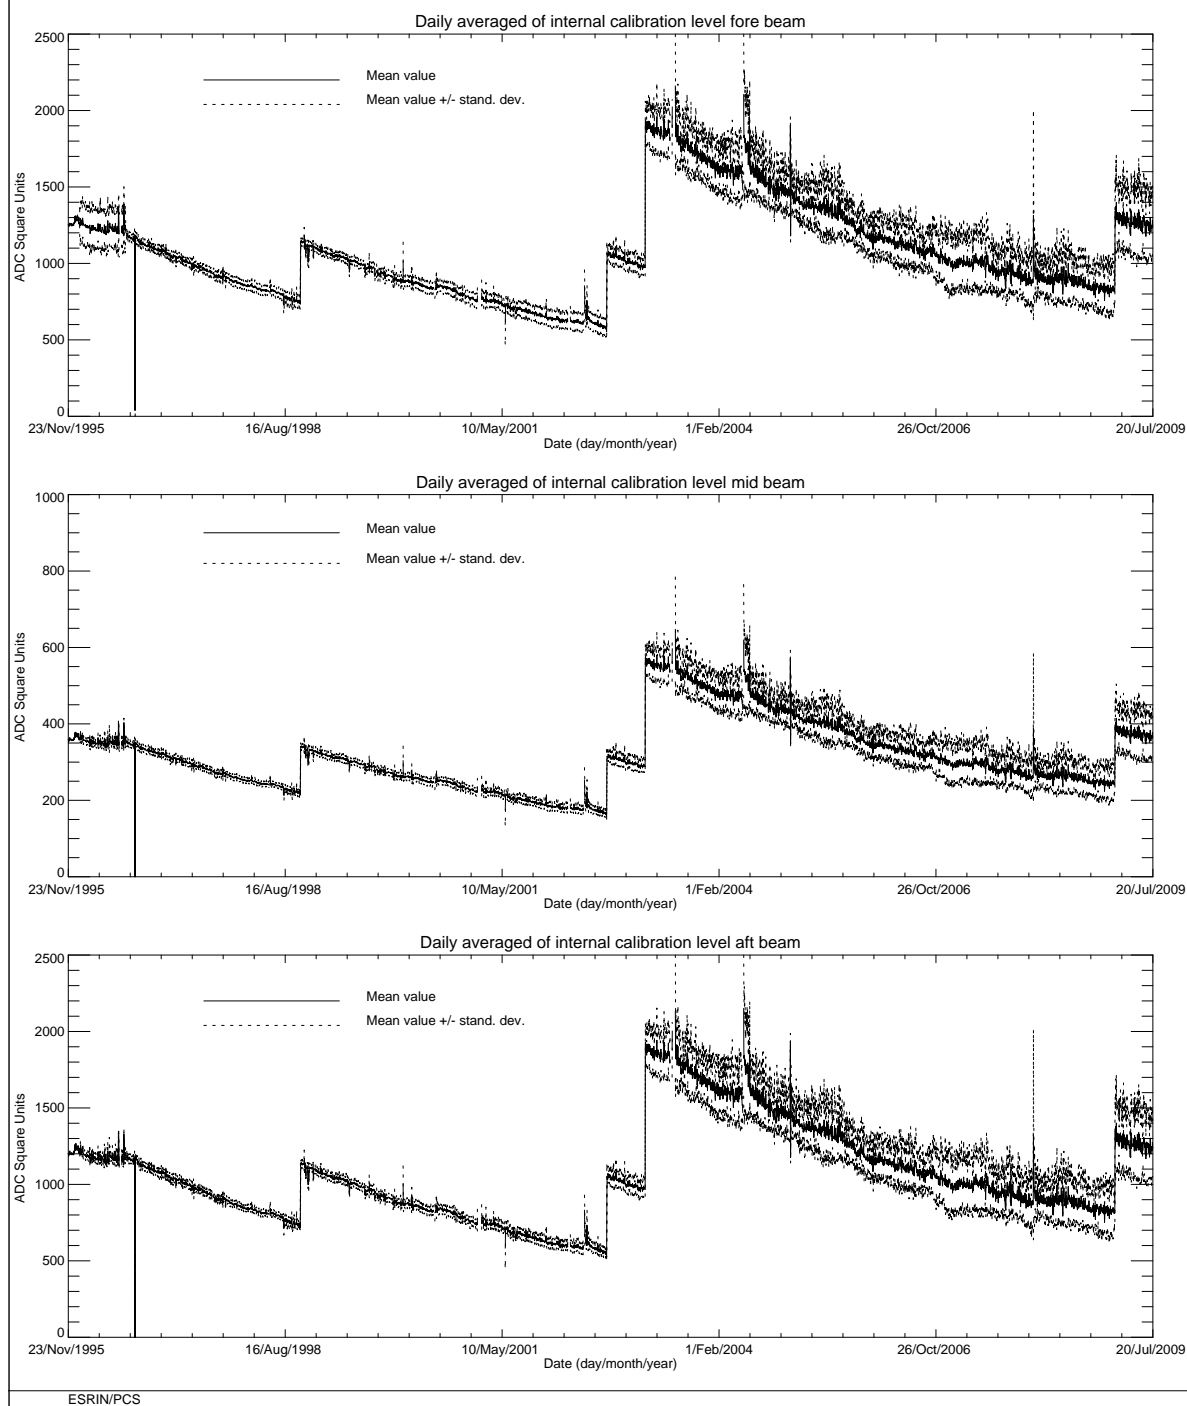 Daily averaged of internal calibration level fore beam
2500
2000
1500
1000
500
0
ADC Square Units
Mean value
Mean value +/- stand. dev.
23/Nov/1995 16/Aug/1998 10/May/2001 1/Feb/2004 26/Oct/2006 20/Jul/2009
Date (day/month/year)
Daily averaged of internal calibration level mid beam
1000
800
600
400
200
0
ADC Square Units
Mean value
Mean value +/- stand. dev.
23/Nov/1995 16/Aug/1998 10/May/2001 1/Feb/2004 26/Oct/2006 20/Jul/2009
Date (day/month/year)
Daily averaged of internal calibration level aft beam
2500
2000
1500
1000
500
0
ADC Square Units
Mean value
Mean value +/- stand. dev.
23/Nov/1995 16/Aug/1998 10/May/2001 1/Feb/2004 26/Oct/2006 20/Jul/2009
Date (day/month/year)
ESRIN/PCS